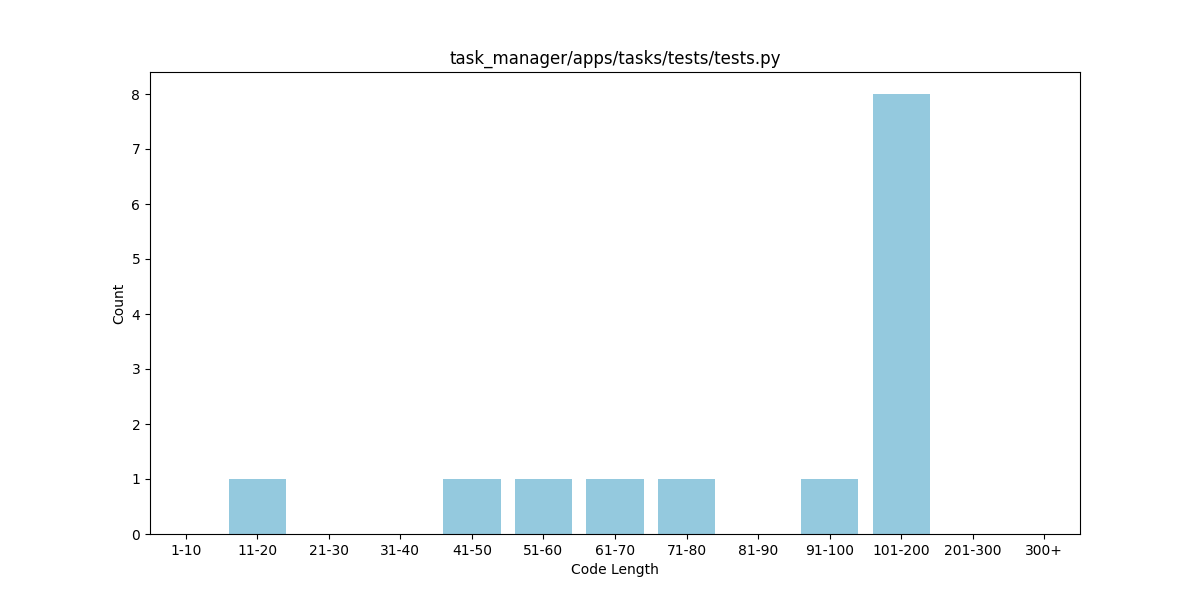 task_manager/apps/tasks/tests/tests.py
Count
8
7
6
5
4
3
2
1
0
1-10 11-20 21-30 31-40 41-50 51-60 61-70 71-80 81-90 91-100 101-200 201-300 300+
Code Length